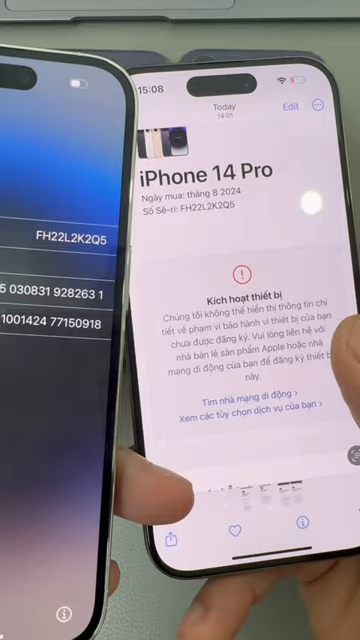 FH22L2K2Q5
5 030831 928263 1
1001424 77150918
15:08
Today
14:01
Edit
iPhone 14 Pro
Ngày mua: tháng 8 2024
Số Sê-ri: FH22L2K2Q5
Kích hoạt thiết bị
Chúng tôi không thể hiển thị thông tin chi
tiết về phạm vi bảo hành vì thiết bị của bạn
chưa được đăng ký. Vui lòng liên hệ với
nhà bán lẻ sản phẩm Apple hoặc nhà
mạng di động của bạn để đăng ký thiết b
này.
Tìm nhà mạng di động >
Xem các tùy chọn dịch vụ của bạn >